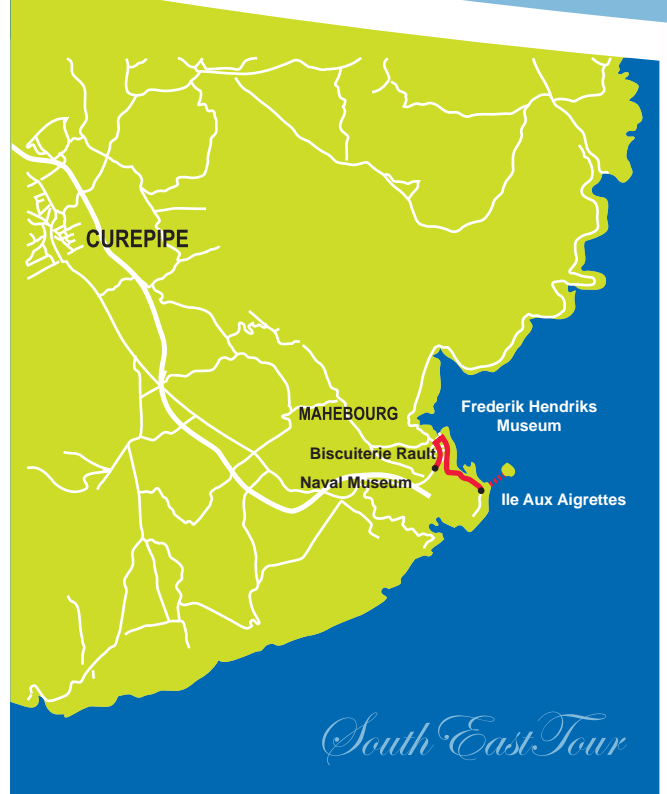 CUREPIPE
MAHEBOURG
Frederik Hendriks
Museum
Biscuiterie Rault
Naval Museum
Ile Aux Aigrettes
South East Tour